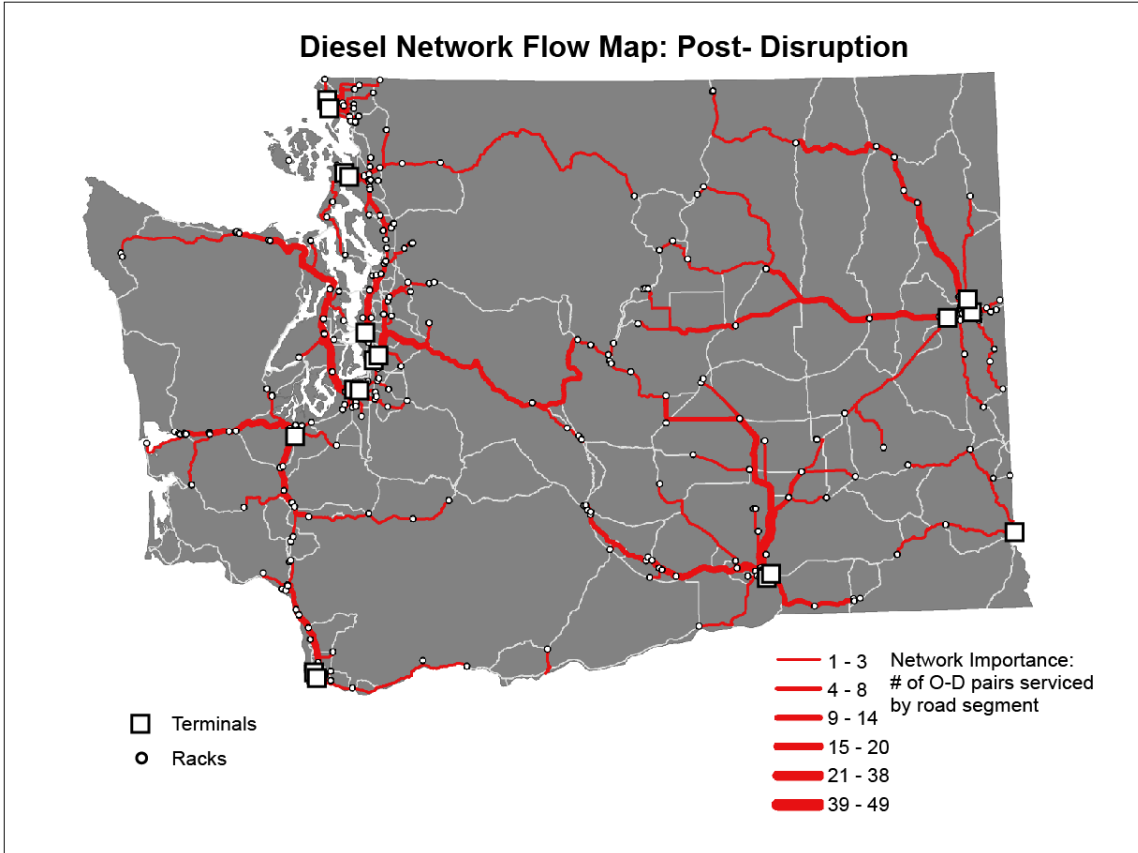 Diesel Network Flow Map: Post- Disruption
Terminals
Racks
1 - 3
4 - 8
9 - 14
15 - 20
21 - 38
39 - 49
Network Importance:
# of O-D pairs serviced
by road segment